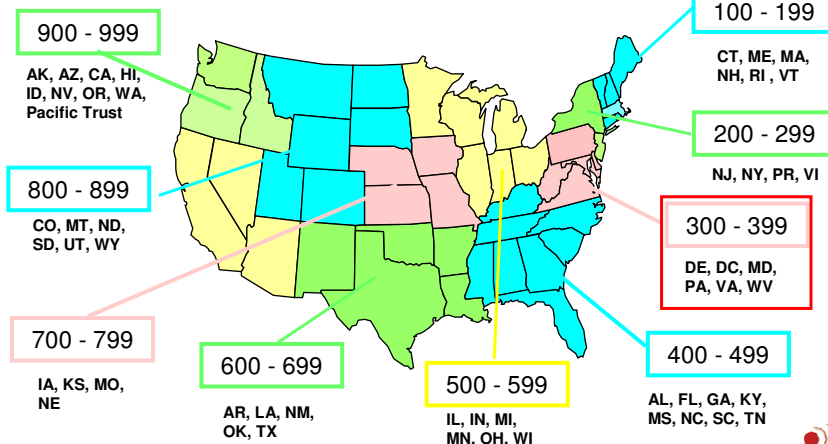 900 - 999
AK, AZ, CA, HI,
ID, NV, OR, WA,
Pacific Trust
100 - 199
CT, ME, MA,
NH, RI , VT
200 - 299
NJ, NY, PR, VI
800 - 899
CO, MT, ND,
SD, UT, WY
300 - 399
DE, DC, MD,
PA, VA, WV
700 - 799
IA, KS, MO,
NE
600 - 699
AR, LA, NM,
OK, TX
500 - 599
IL, IN, MI,
MN, OH, WI
400 - 499
AL, FL, GA, KY,
MS, NC, SC, TN